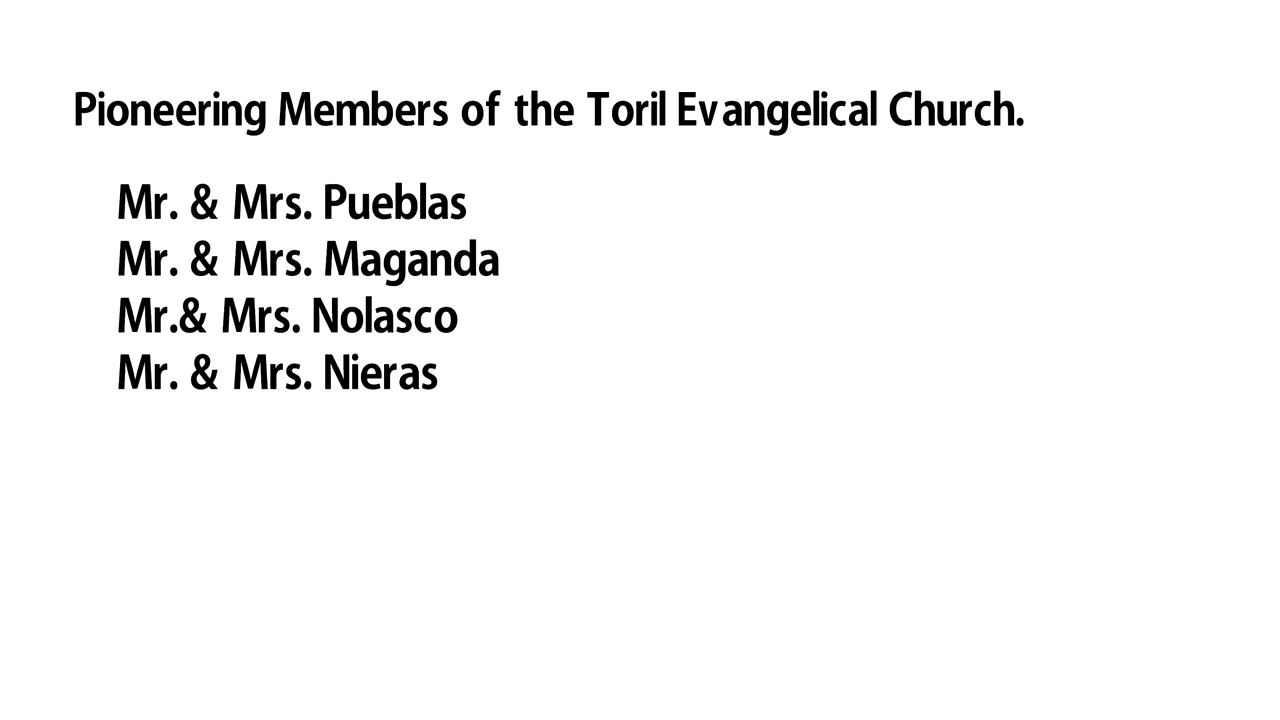 Pioneering Members of the Toril Evangelical Church.
Mr. & Mrs. Pueblas
Mr. & Mrs. Maganda
Mr.& Mrs. Nolasco
Mr. & Mrs. Nieras